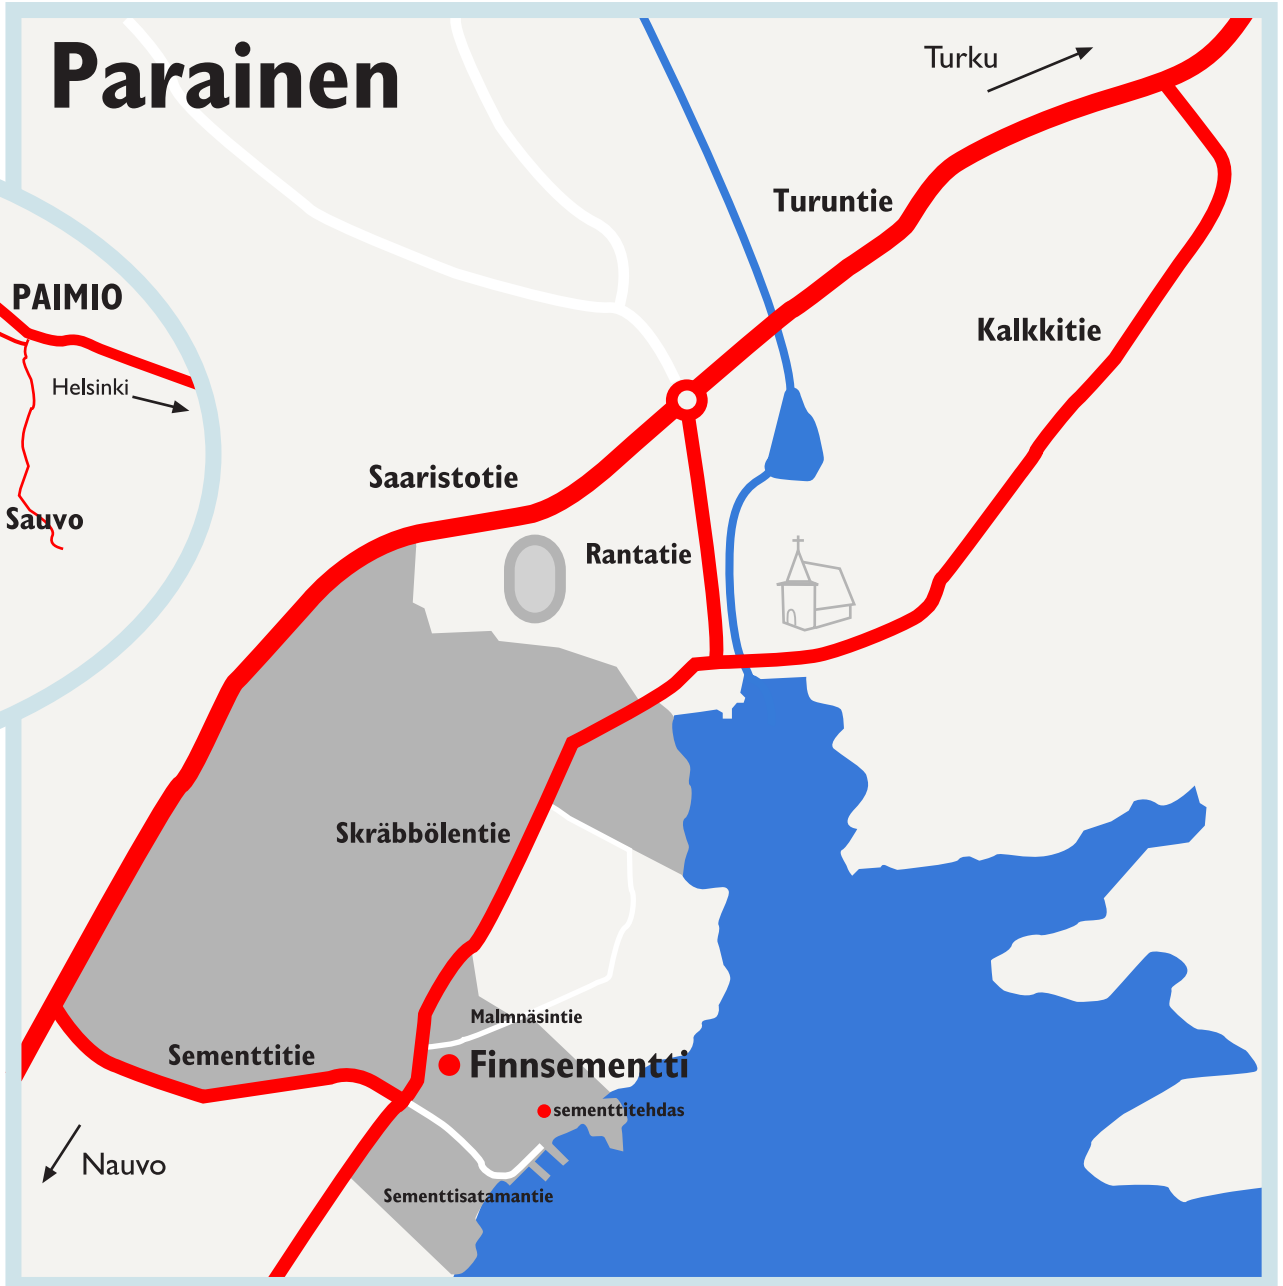 Parainen
Turku
Turuntie
PAIMIO
Kalkkitie
Helsinki
Saaristotie
Sauvo
Rantatie
Skräbbölentie
Malmnäsintie
Sementtitie
Finnsementti
sementtitehdas
Nauvo
Sementtisatamantie